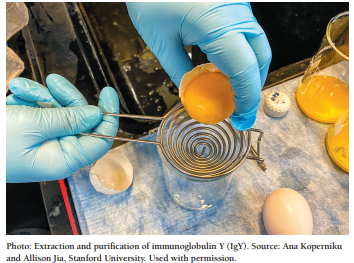 Photo: Extraction and purification of immunoglobulin Y (IgY). Source: Ana Koperniku
and Allison Jia, Stanford University. Used with permission.